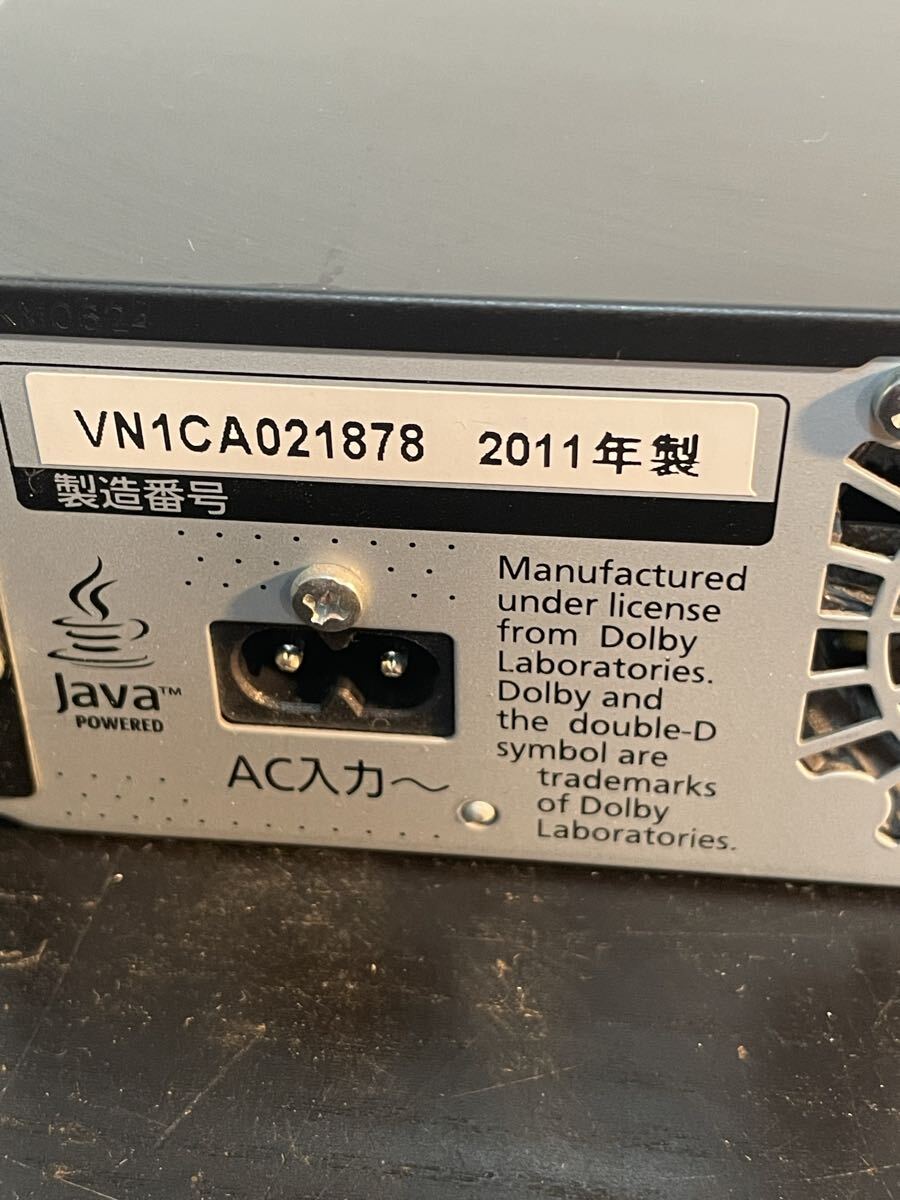 VN1CA021878 2011年製
製造番号
Java™
POWERED
AC入力～
Manufactured
under license
from Dolby
Laboratories.
Dolby and
the double-D
symbol are
trademarks
of Dolby
Laboratories.